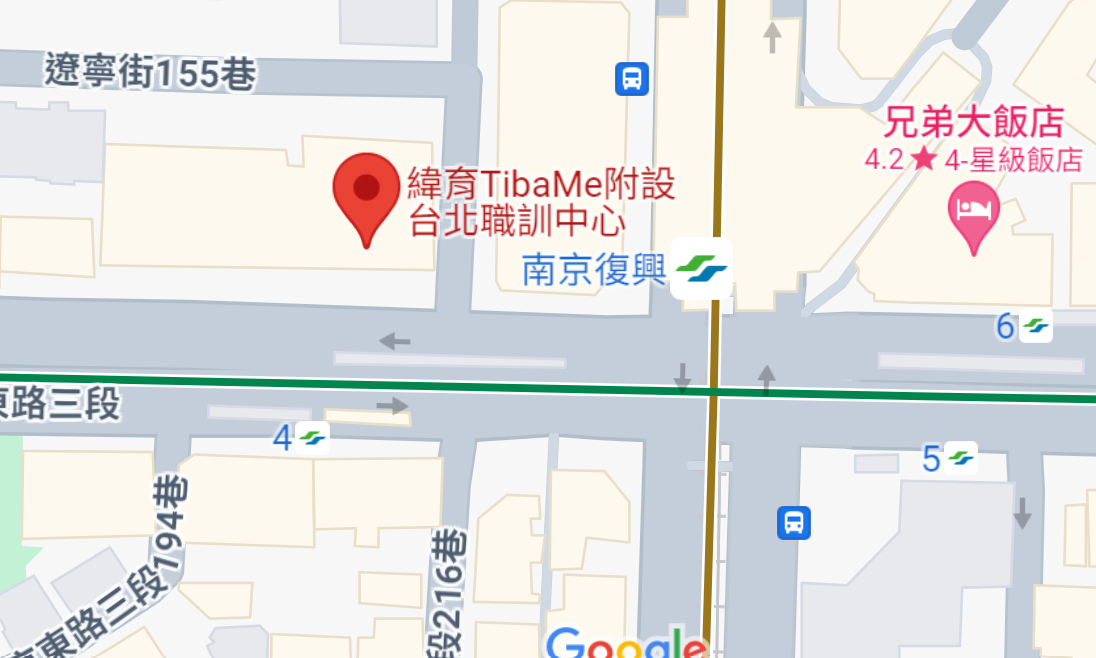 遼寧街155巷
兄弟大飯店
4.2★ 4-星級飯店
緯育TibaMe附設
台北職訓中心
南京復興
6
東路三段
4
5
194巷
東路三段
段216巷
Google